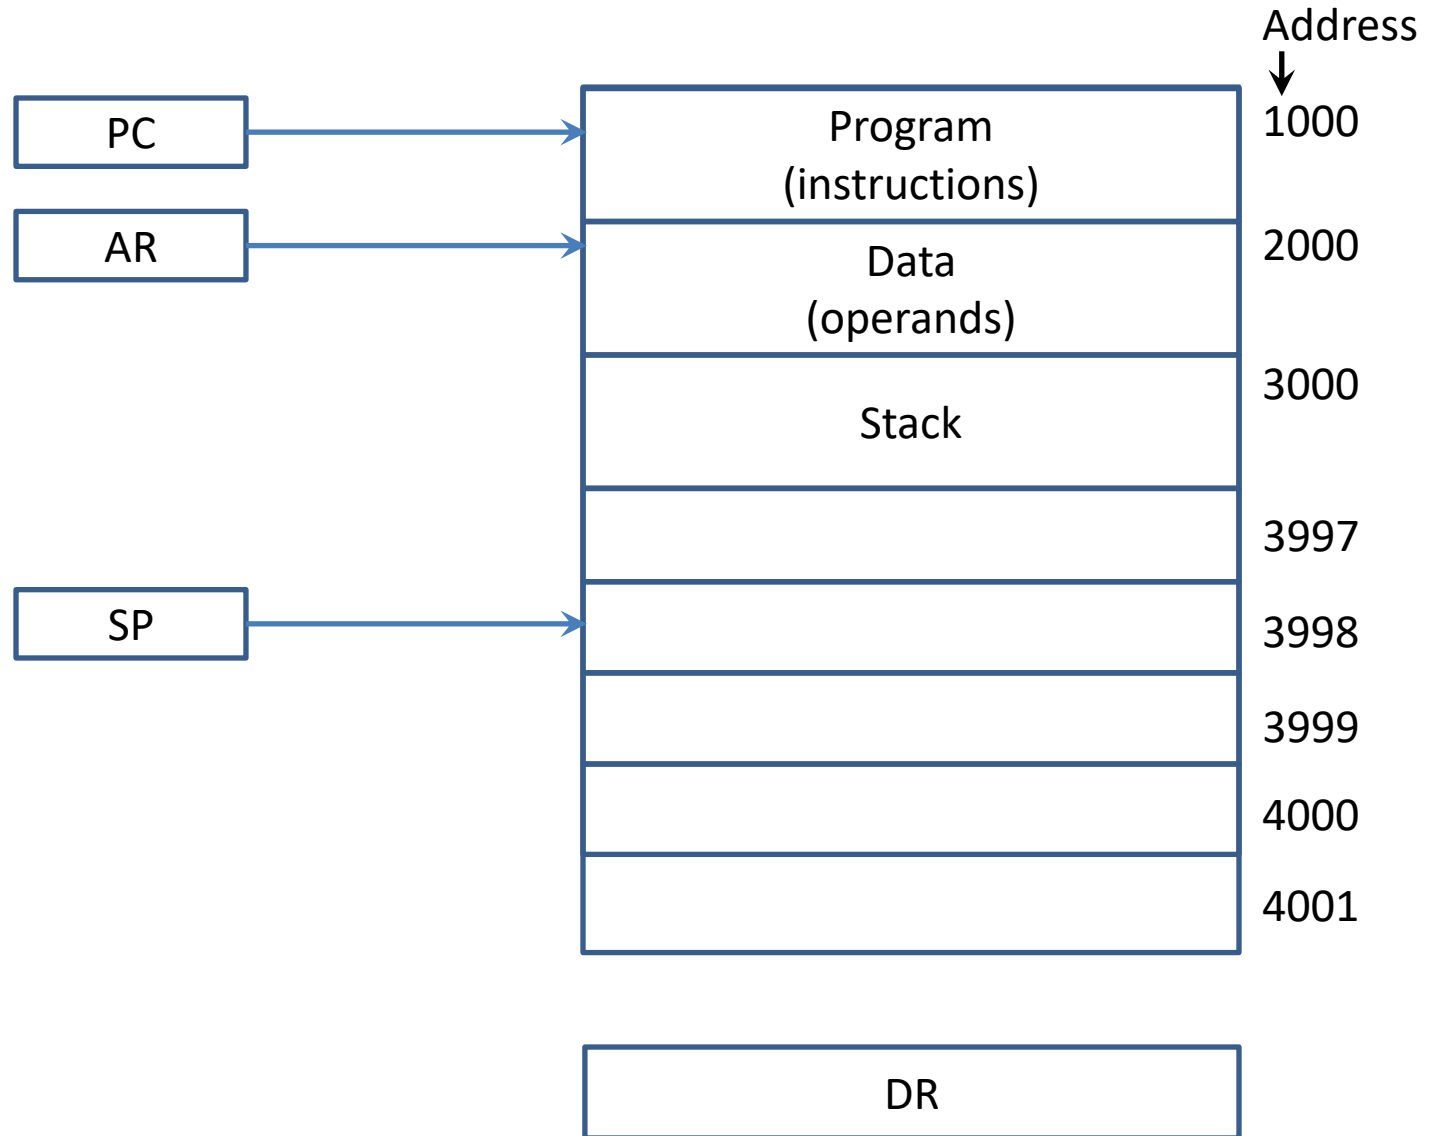 Address
PC
Program
(instructions)
1000
AR
Data
(operands)
2000
Stack
3000
3997
SP
3998
3999
4000
4001
DR